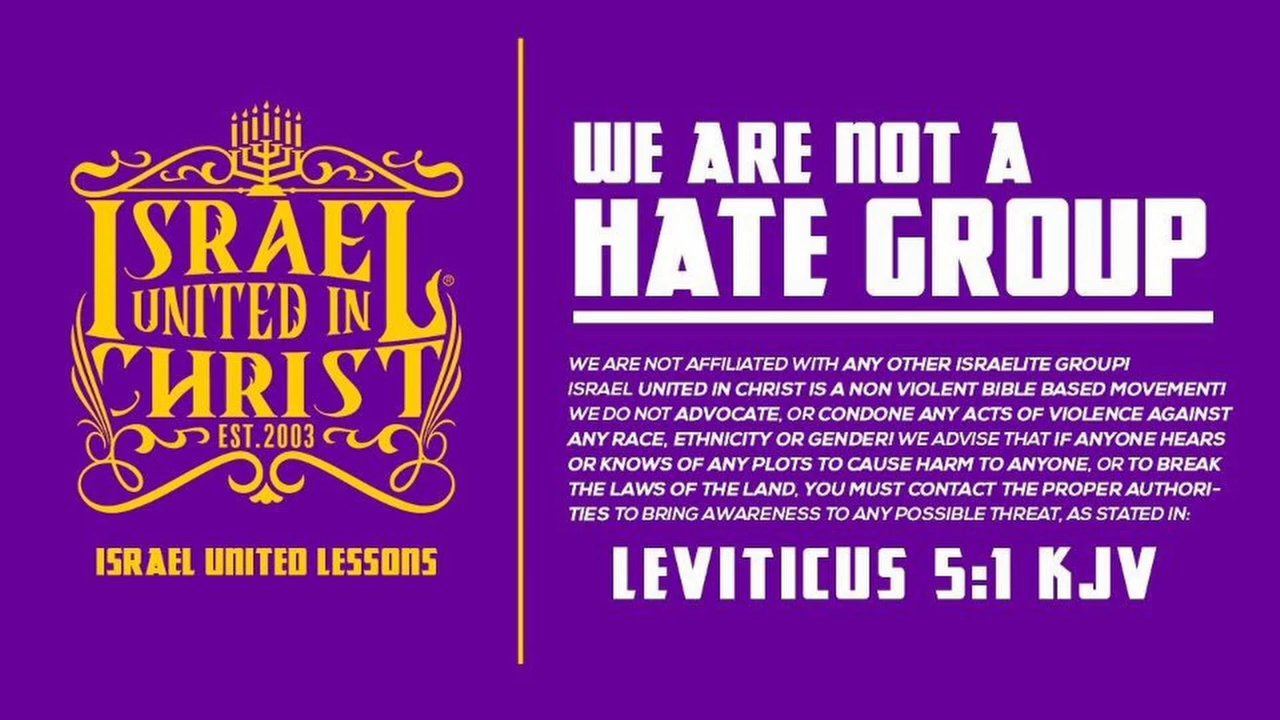 ISRAEL
UNITED IN
CHRIST
®
EST.2003
ISRAEL UNITED LESSONS
WE ARE NOT A
HATE GROUP
WE ARE NOT AFFILIATED WITH ANY OTHER ISRAELITE GROUP!
ISRAEL UNITED IN CHRIST IS A NON VIOLENT BIBLE BASED MOVEMENT!
WE DO NOT ADVOCATE, OR CONDONE ANY ACTS OF VIOLENCE AGAINST
ANY RACE, ETHNICITY OR GENDER! WE ADVISE THAT IF ANYONE HEARS
OR KNOWS OF ANY PLOTS TO CAUSE HARM TO ANYONE, OR TO BREAK
THE LAWS OF THE LAND, YOU MUST CONTACT THE PROPER AUTHORI-
TIES TO BRING AWARENESS TO ANY POSSIBLE THREAT, AS STATED IN:
LEVITICUS 5:1 KJV